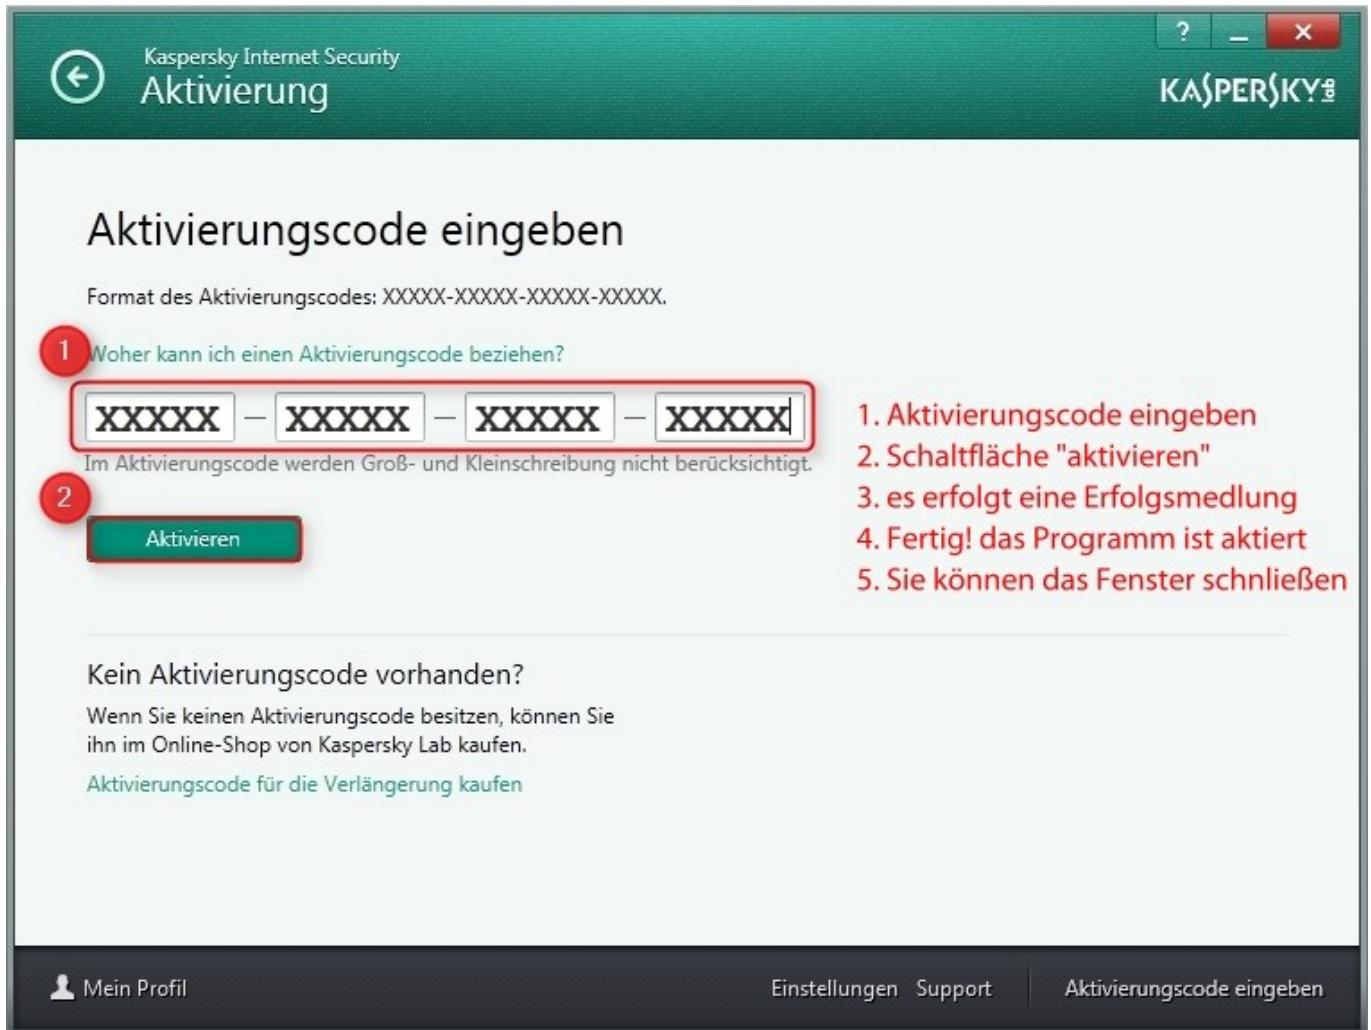 Kaspersky Internet Security
Aktivierung
?
KASPERSKY lab
Aktivierungscode eingeben
Format des Aktivierungscodes: XXXXX-XXXXX-XXXXX-XXXXX.
1
Woher kann ich einen Aktivierungscode beziehen?
XXXXX – XXXXX – XXXXX – XXXXX
Im Aktivierungscode werden Groß- und Kleinschreibung nicht berücksichtigt.
2
Aktivieren
1. Aktivierungscode eingeben
2. Schaltfläche "aktivieren"
3. es erfolgt eine Erfolgsmedlung
4. Fertig! das Programm ist aktiert
5. Sie können das Fenster schnließen
Kein Aktivierungscode vorhanden?
Wenn Sie keinen Aktivierungscode besitzen, können Sie
ihn im Online-Shop von Kaspersky Lab kaufen.
Aktivierungscode für die Verlängerung kaufen
Mein Profil
Einstellungen Support
Aktivierungscode eingeben